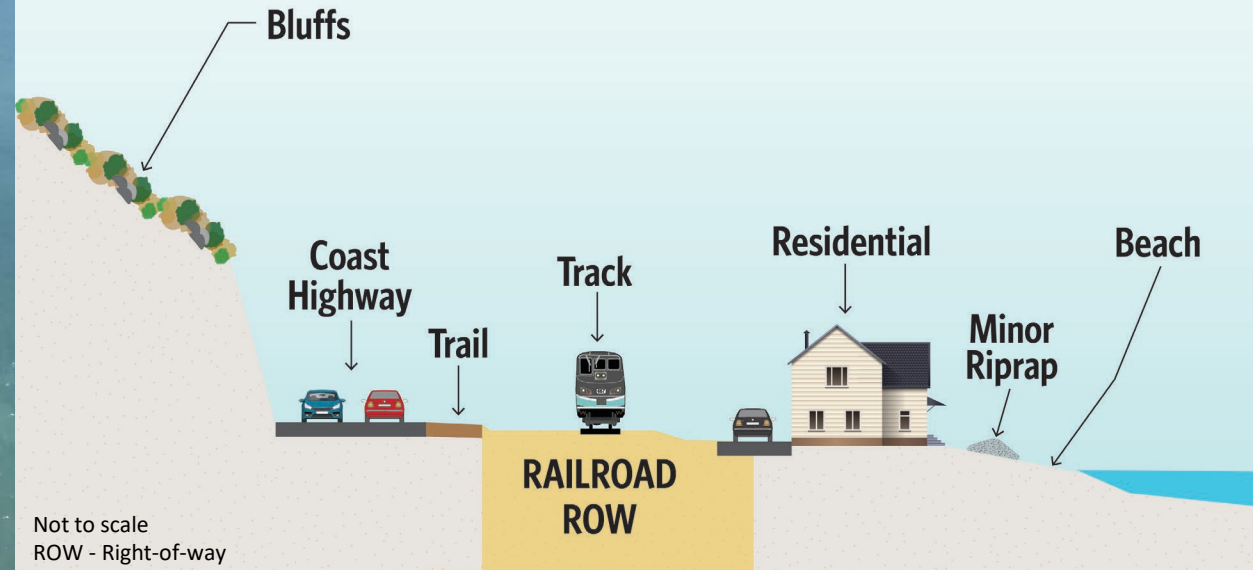 Bluffs
Coast
Highway
Trail
Track
Residential
Minor
Riprap
Beach
RAILROAD
ROW
Not to scale
ROW - Right-of-way